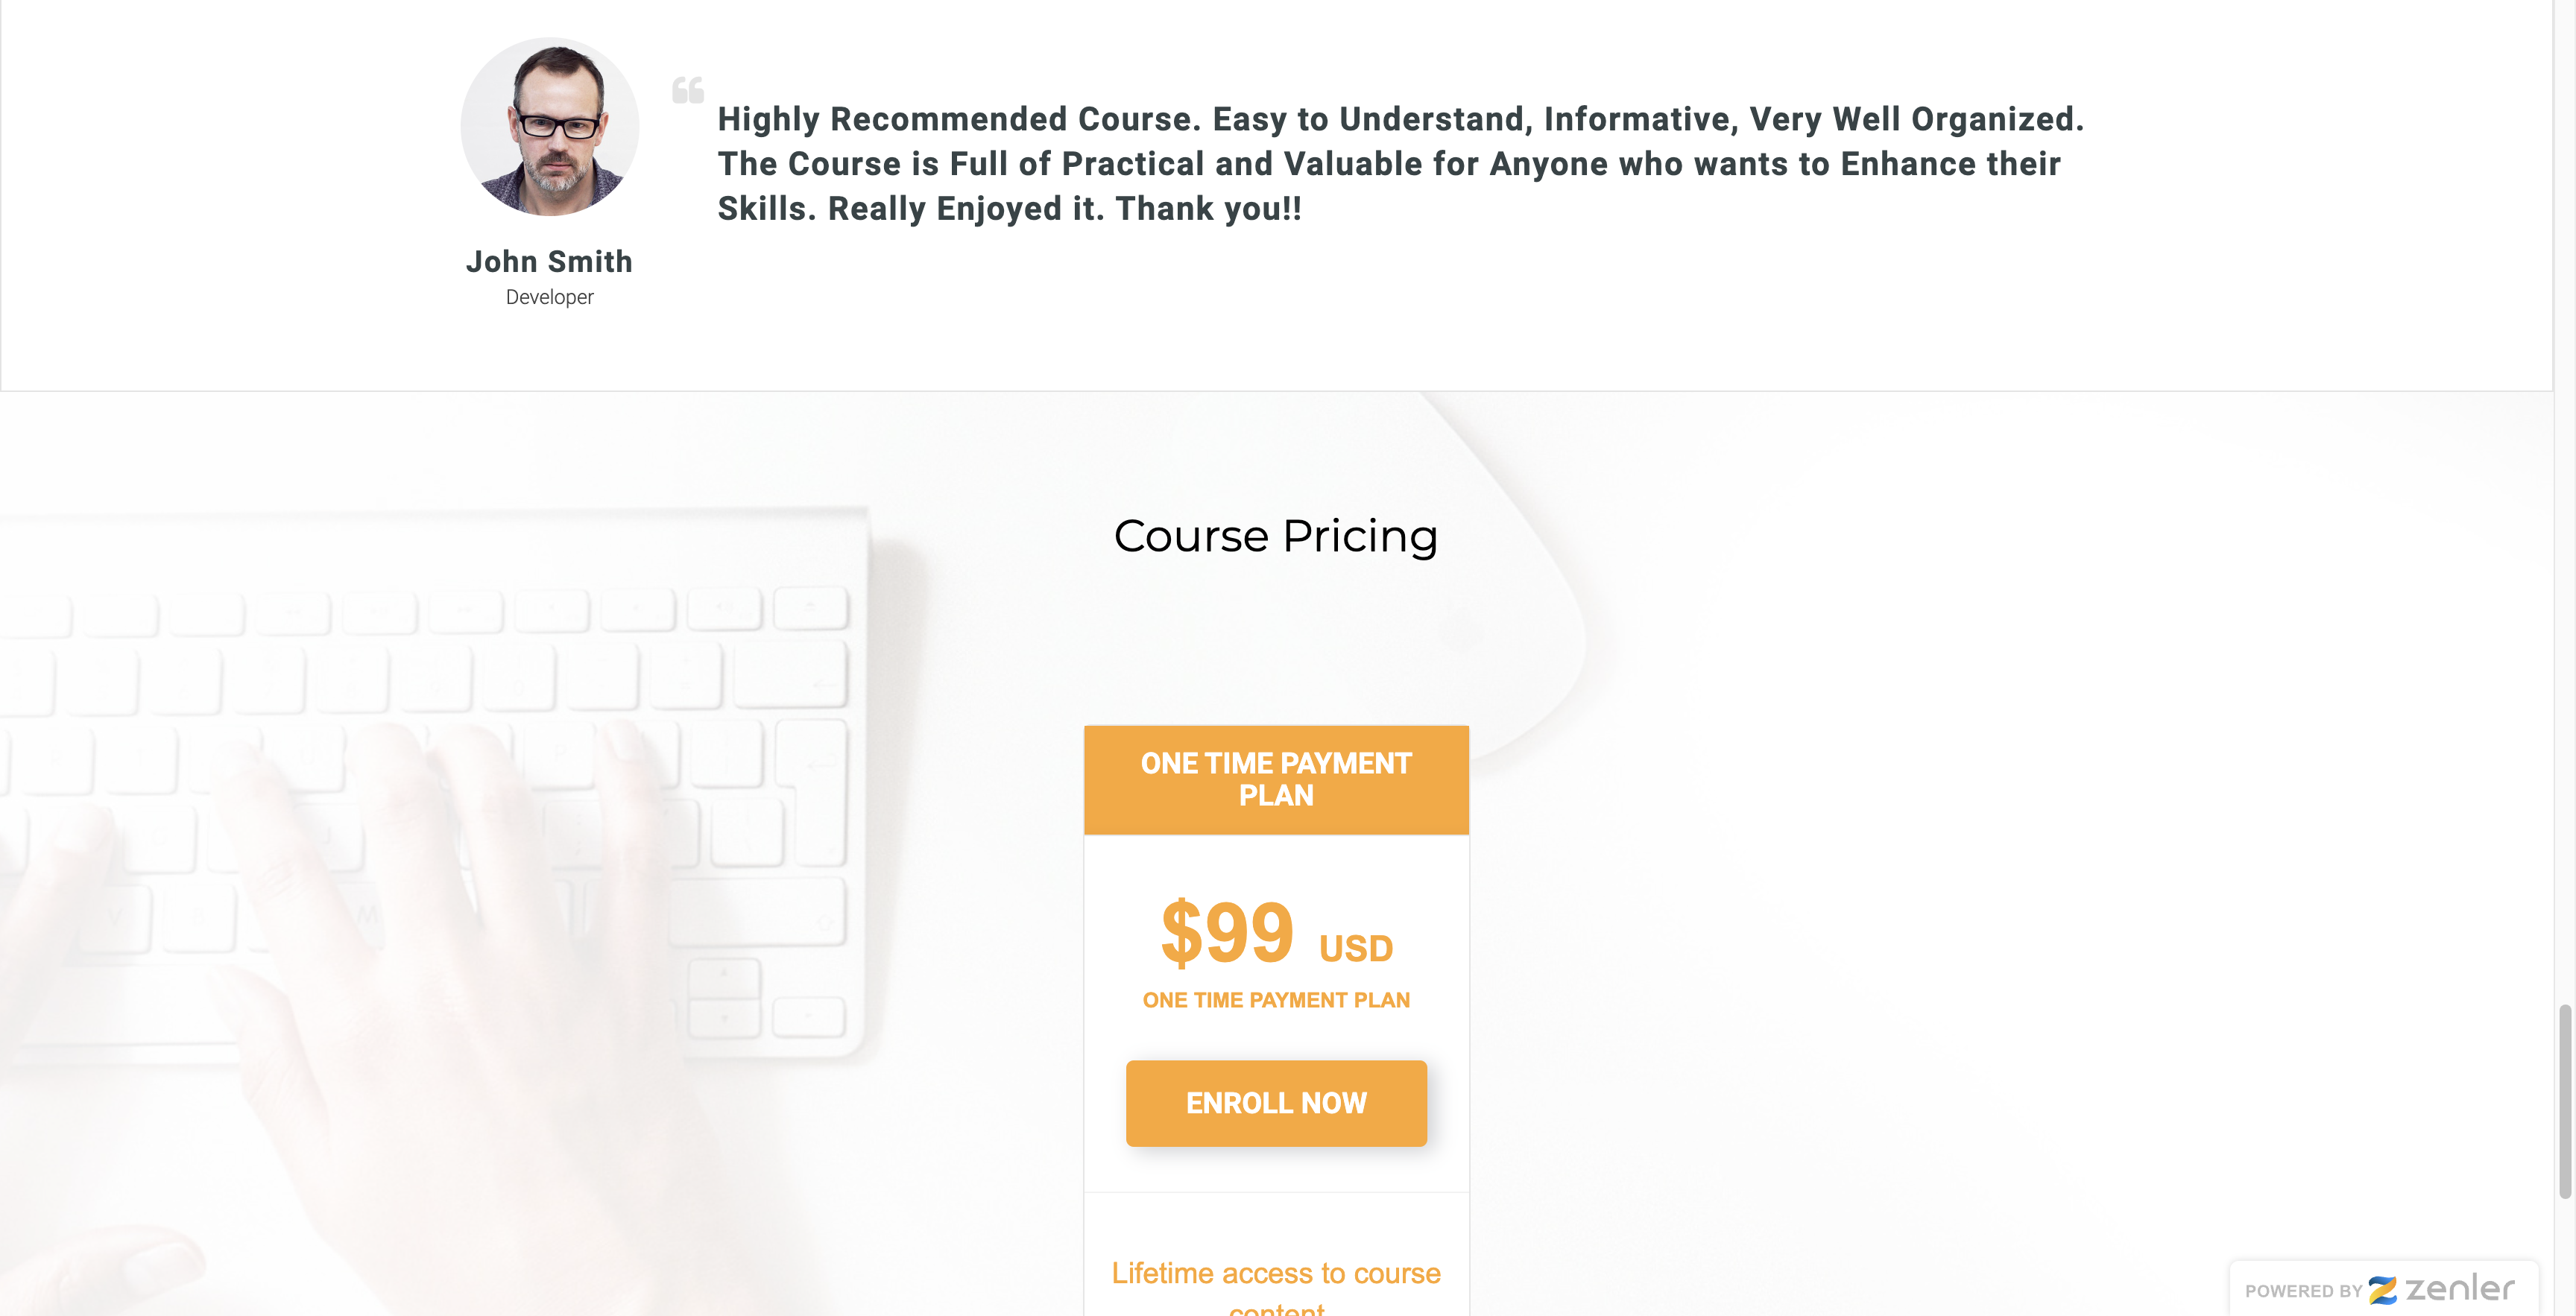 Highly Recommended Course. Easy to Understand, Informative, Very Well Organized.
The Course is Full of Practical and Valuable for Anyone who wants to Enhance their
Skills. Really Enjoyed it. Thank you!!
John Smith
Developer
Course Pricing
ONE TIME PAYMENT
PLAN
$99 USD
ONE TIME PAYMENT PLAN
ENROLL NOW
Lifetime access to course
content
POWERED BY zenler